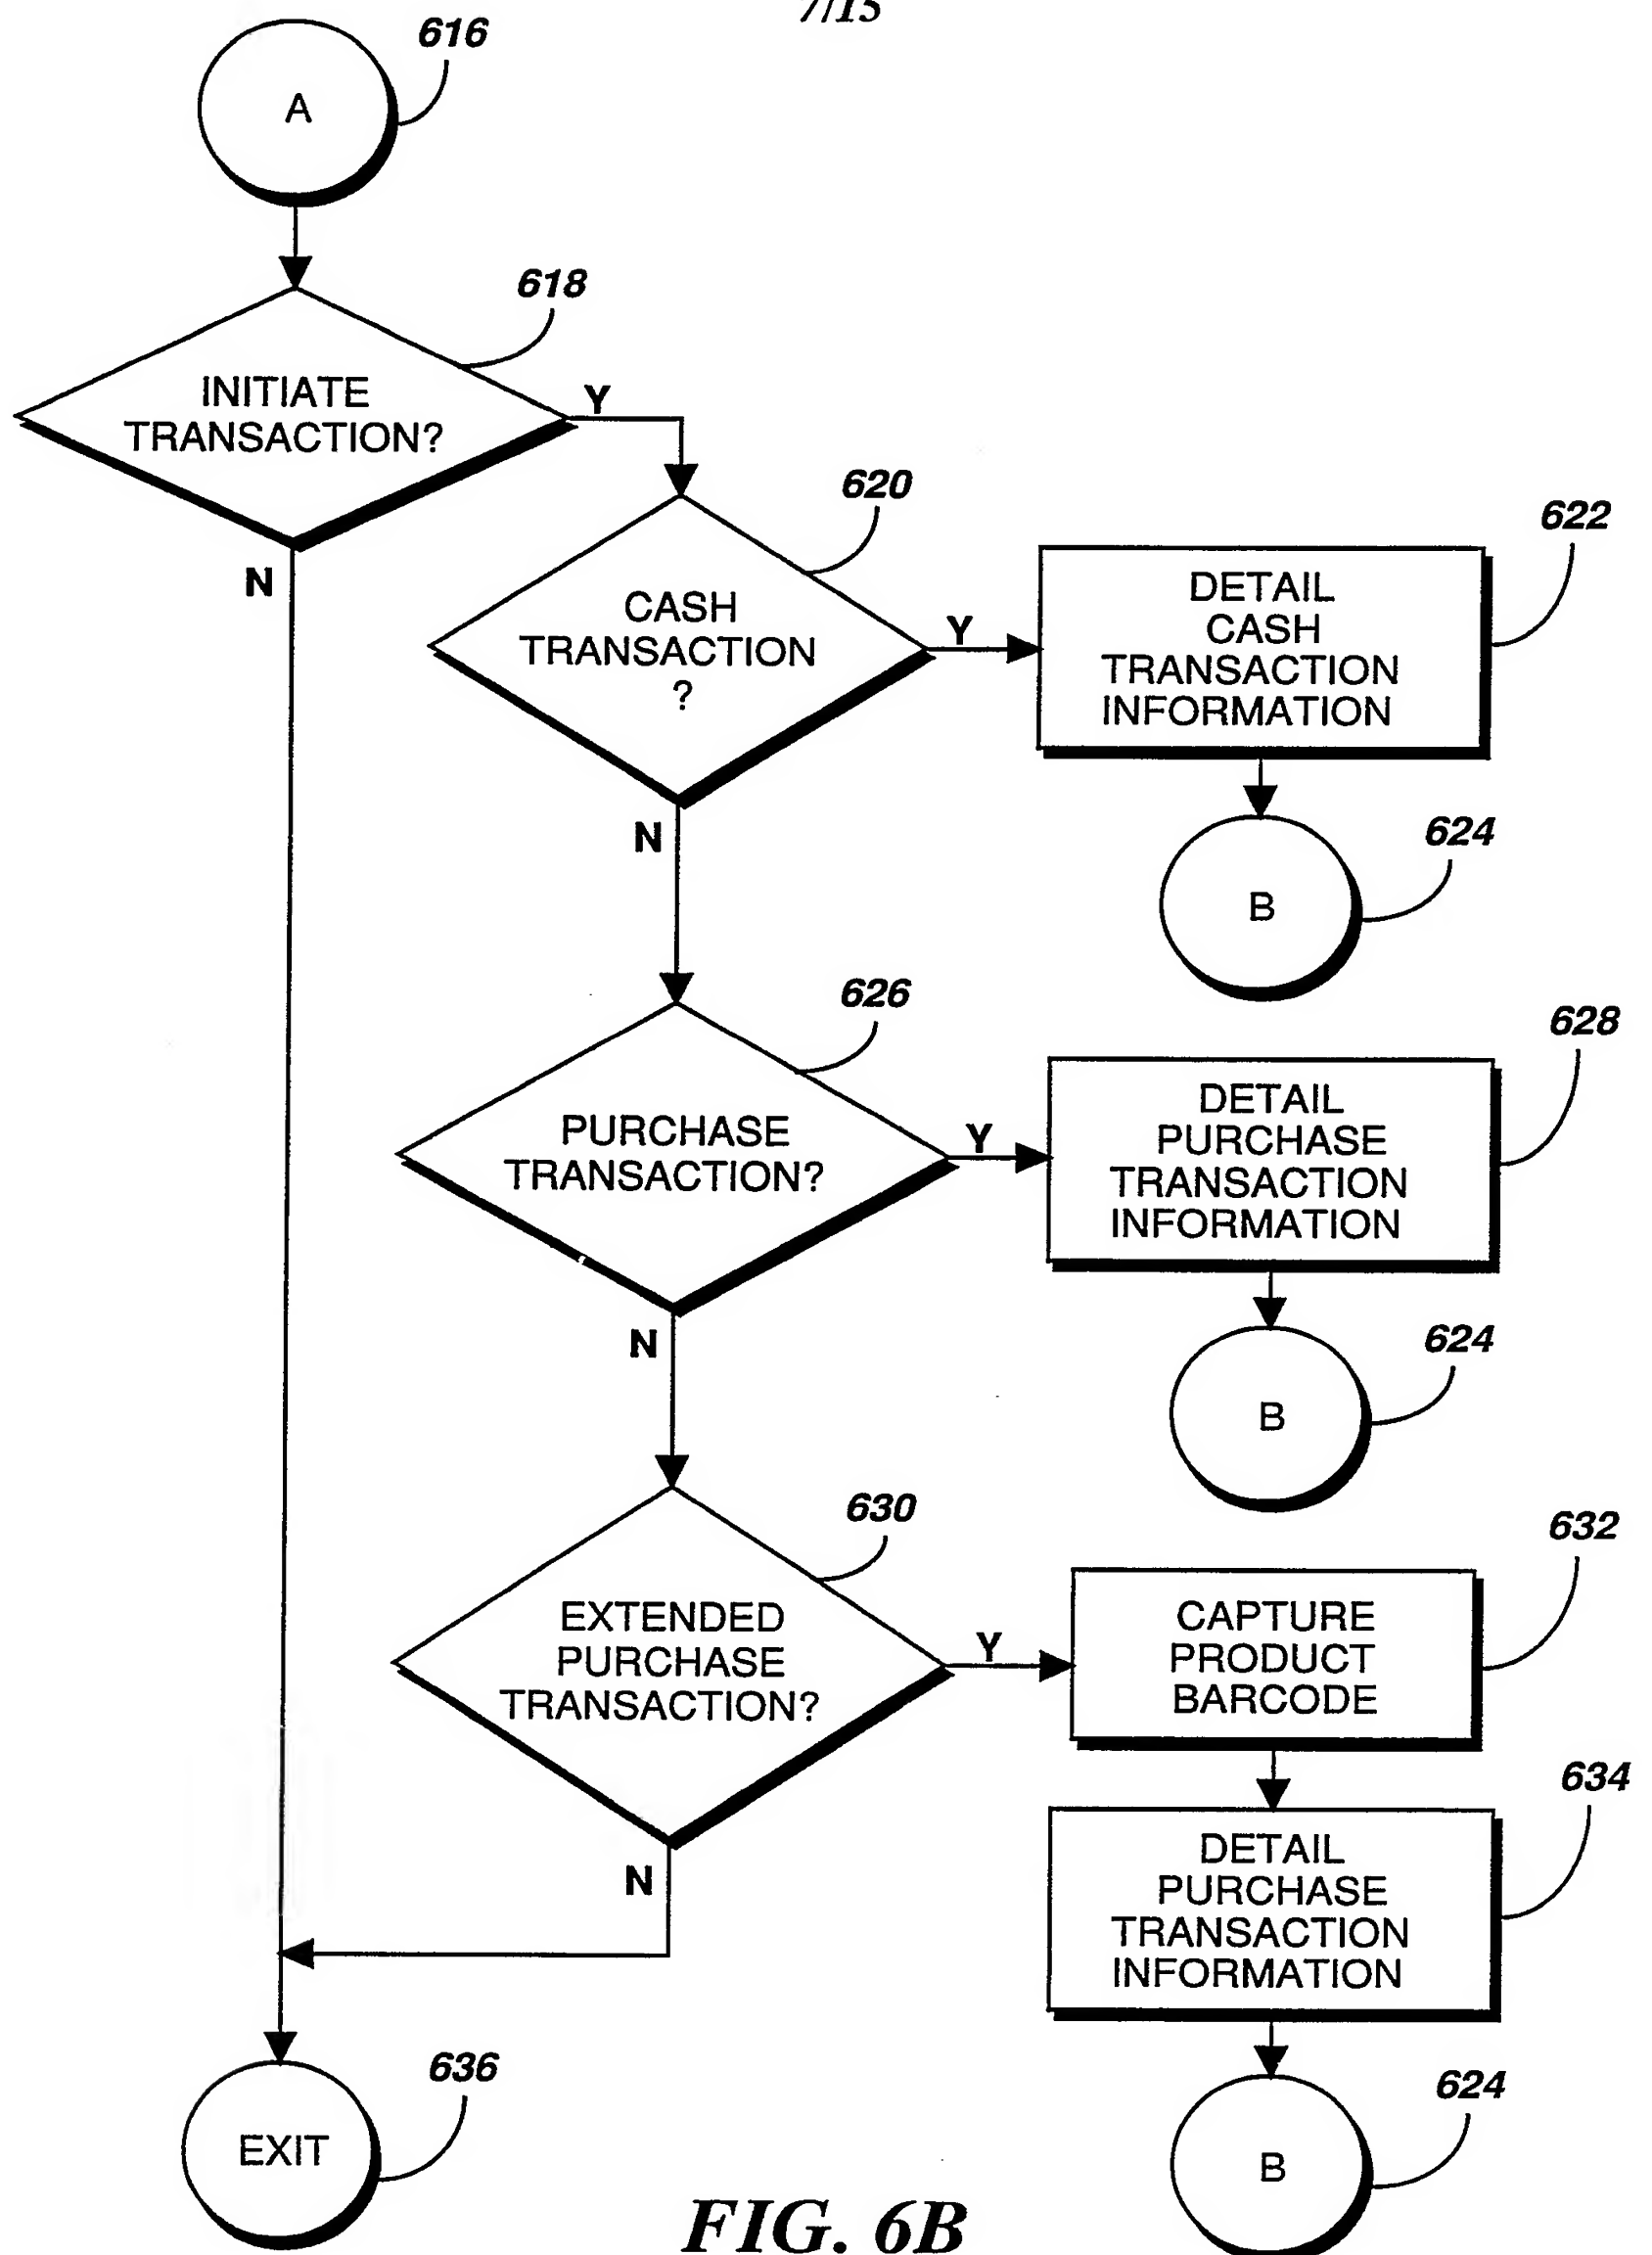 7/15
616
A
618
INITIATE
TRANSACTION?
Y
N
620
CASH
TRANSACTION
?
Y
N
622
DETAIL
CASH
TRANSACTION
INFORMATION
624
B
626
PURCHASE
TRANSACTION?
Y
N
628
DETAIL
PURCHASE
TRANSACTION
INFORMATION
624
B
630
EXTENDED
PURCHASE
TRANSACTION?
Y
N
632
CAPTURE
PRODUCT
BARCODE
634
DETAIL
PURCHASE
TRANSACTION
INFORMATION
636
EXIT
624
B
FIG. 6B